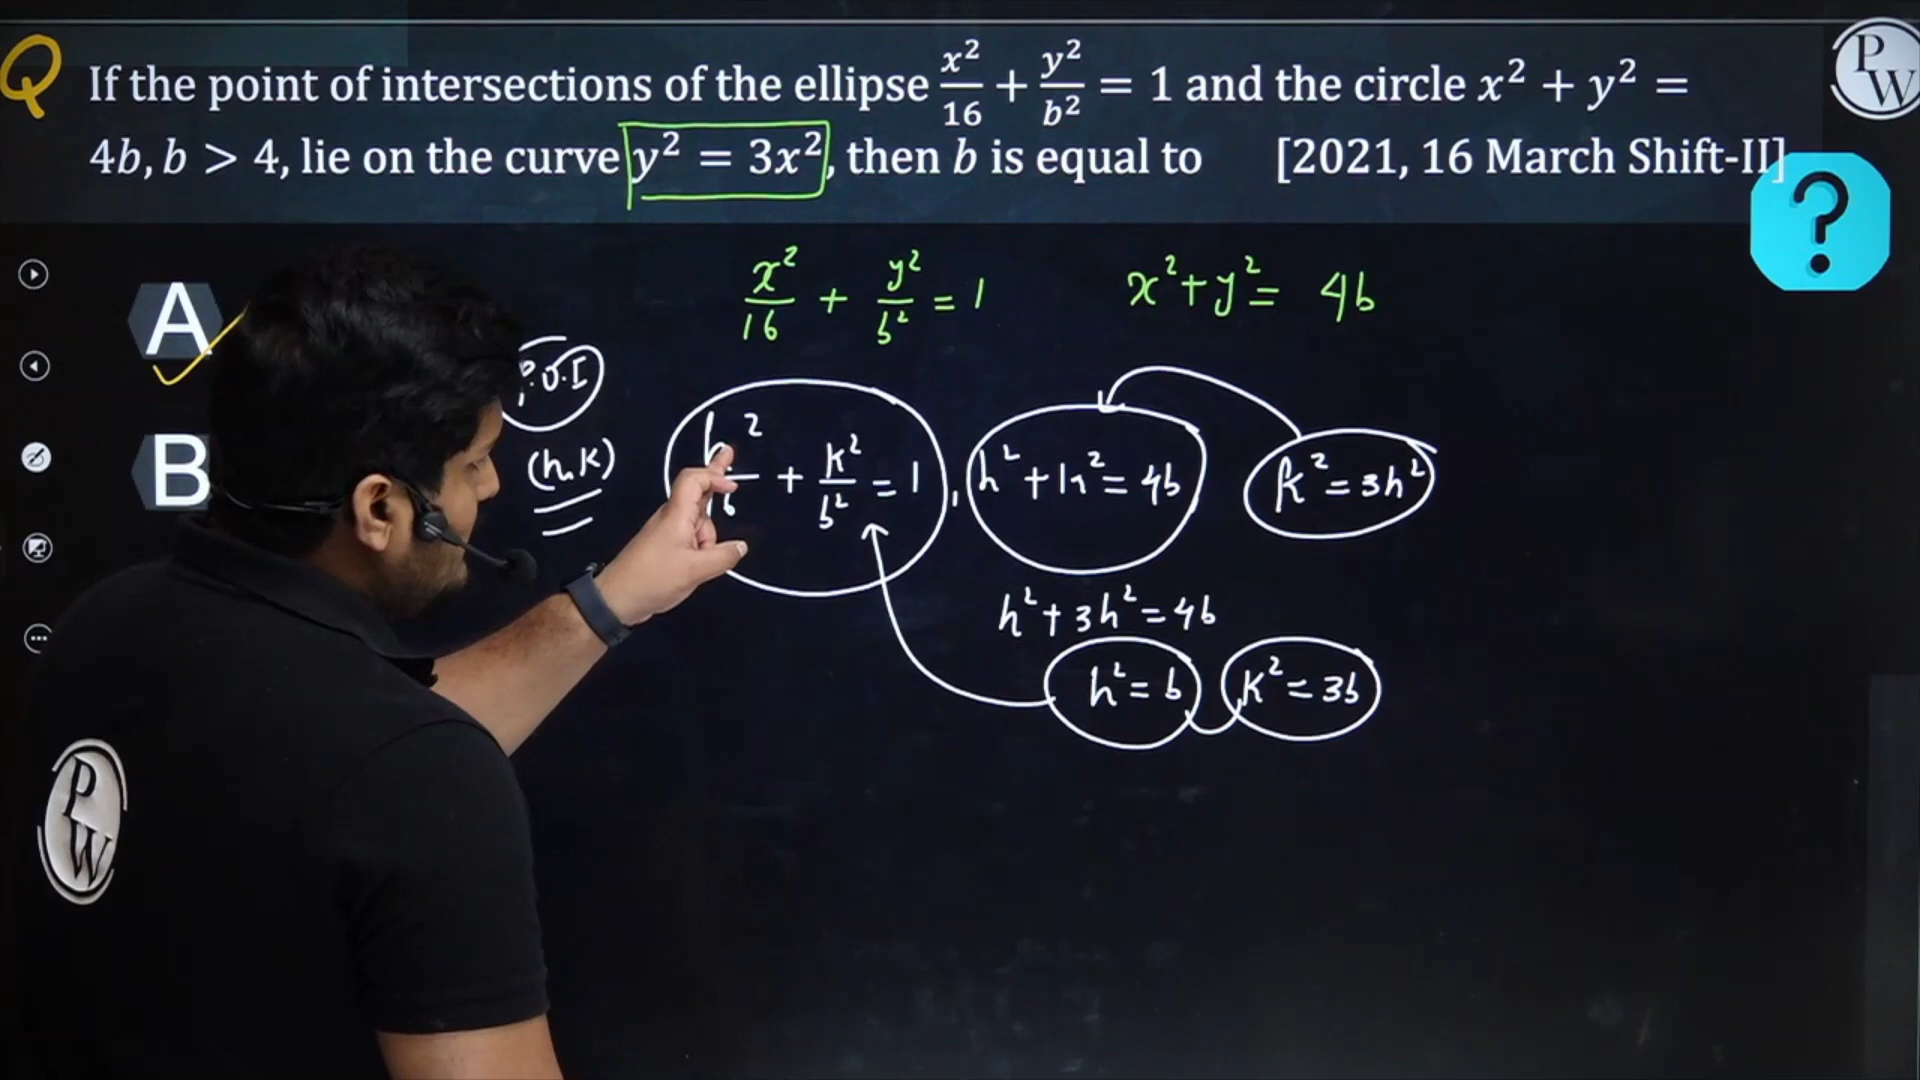 Q If the point of intersections of the ellipse x²/16 + y²/b² = 1 and the circle x² + y² =
4b, b > 4, lie on the curve y² = 3x², then b is equal to [2021, 16 March Shift-II]
PW
?
x²/16 + y²/b² = 1 x² + y² = 4b
A
P.O.I
B
(h,k) h²/16 + k²/b² = 1, h² + k² = 4b k² = 3h²
h² + 3h² = 4b
h² = b k² = 3b
PW